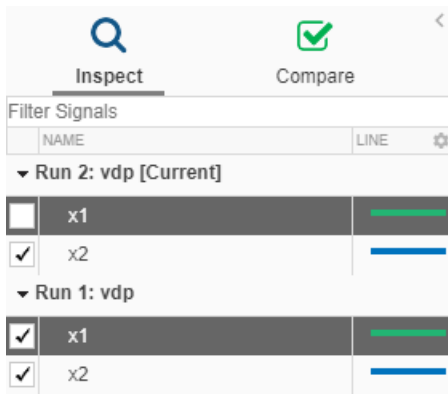 Inspect Compare
Filter Signals
NAME LINE
Run 2: vdp [Current]
x1
x2
Run 1: vdp
x1
x2